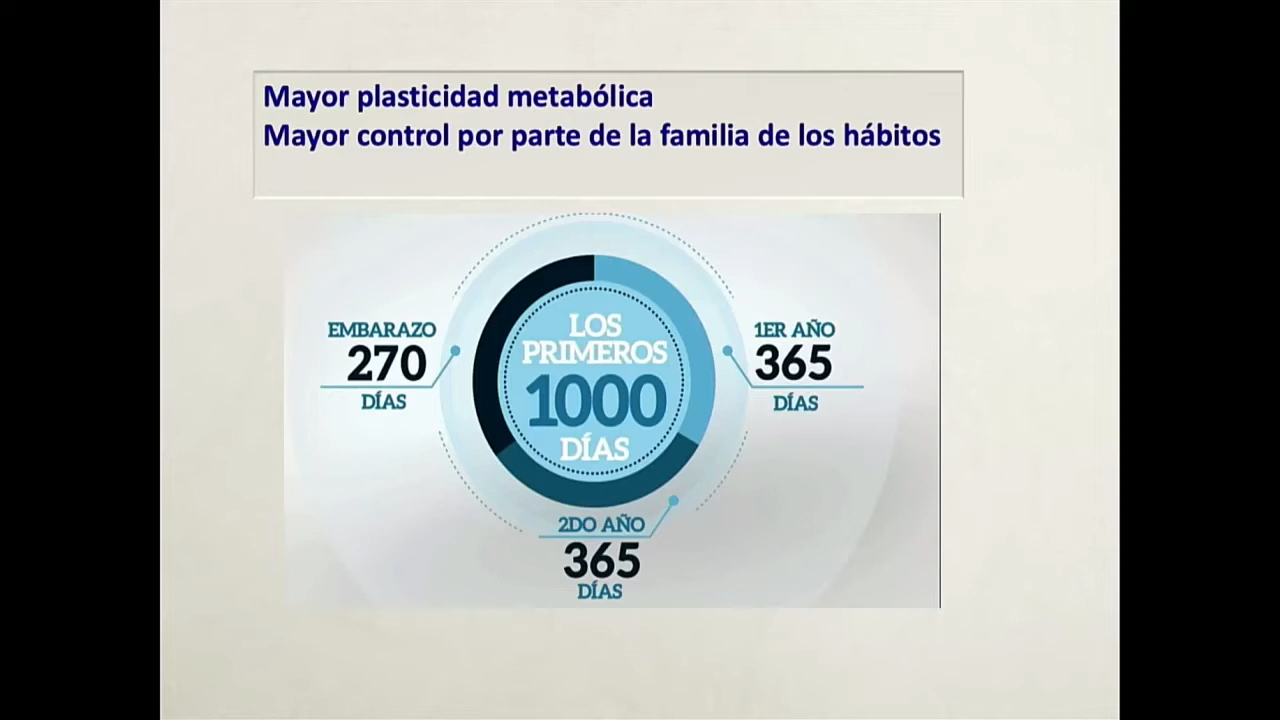 Mayor plasticidad metabólica
Mayor control por parte de la familia de los hábitos
EMBARAZO
270
DÍAS
LOS
PRIMEROS
1000
DÍAS
1ER AÑO
365
DÍAS
2DO AÑO
365
DÍAS